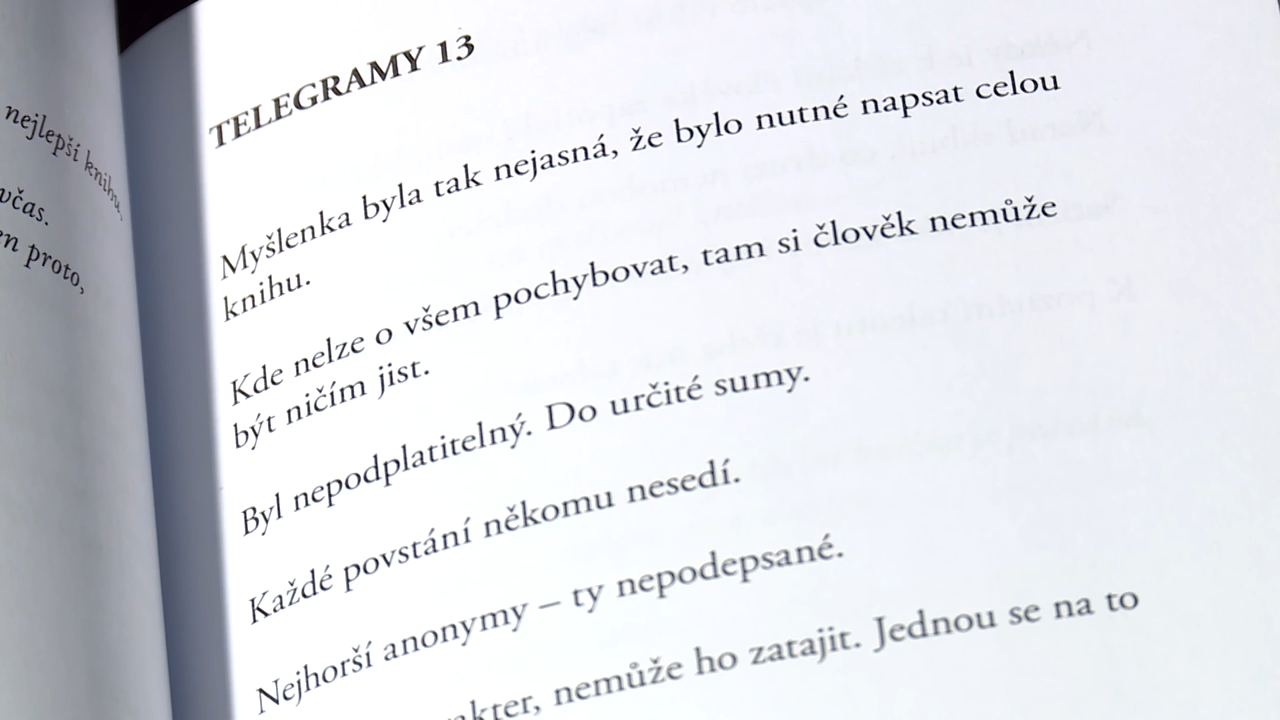 nejlepší knihu.
včas.
proto,
TELEGRAMY 13
Myšlenka byla tak nejasná, že bylo nutné napsat celou
knihu.
Kde nelze o všem pochybovat, tam si člověk nemůže
být ničím jist.
Byl nepodplatitelný. Do určité sumy.
Každé povstání někomu nesedí.
Nejhorší anonymy – ty nepodepsané.
nemůže ho zatajit. Jednou se na to